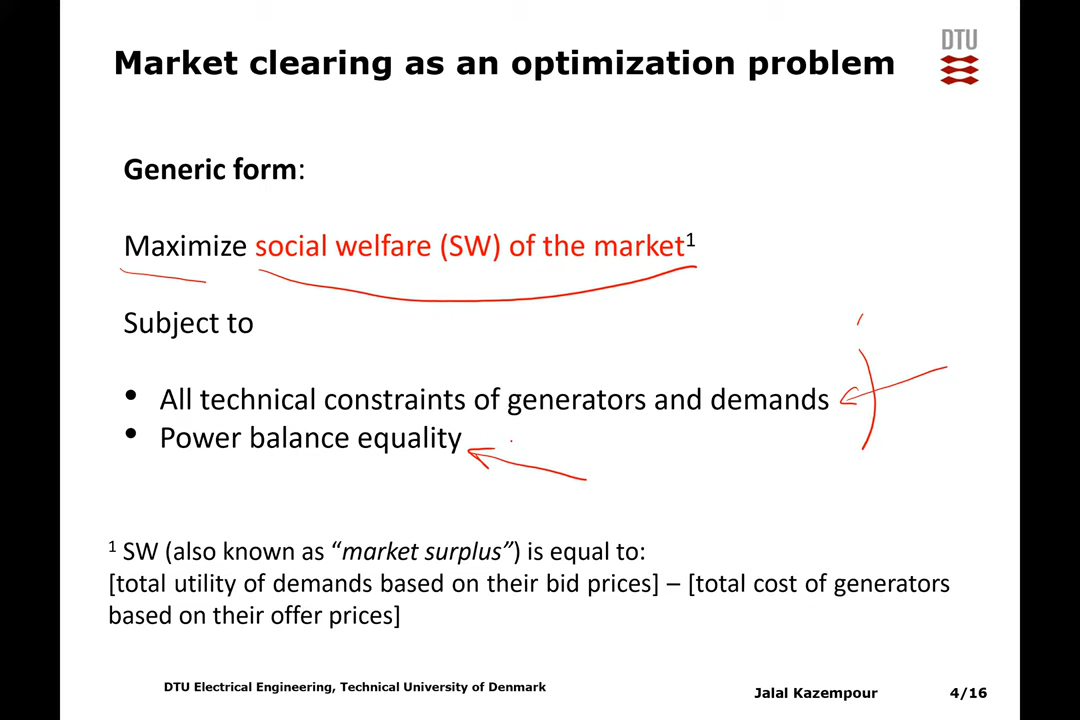 DTU
Market clearing as an optimization problem
Generic form:
Maximize social welfare (SW) of the market¹
Subject to
• All technical constraints of generators and demands
• Power balance equality
¹ SW (also known as “market surplus”) is equal to:
[total utility of demands based on their bid prices] – [total cost of generators
based on their offer prices]
DTU Electrical Engineering, Technical University of Denmark
Jalal Kazempour
4/16